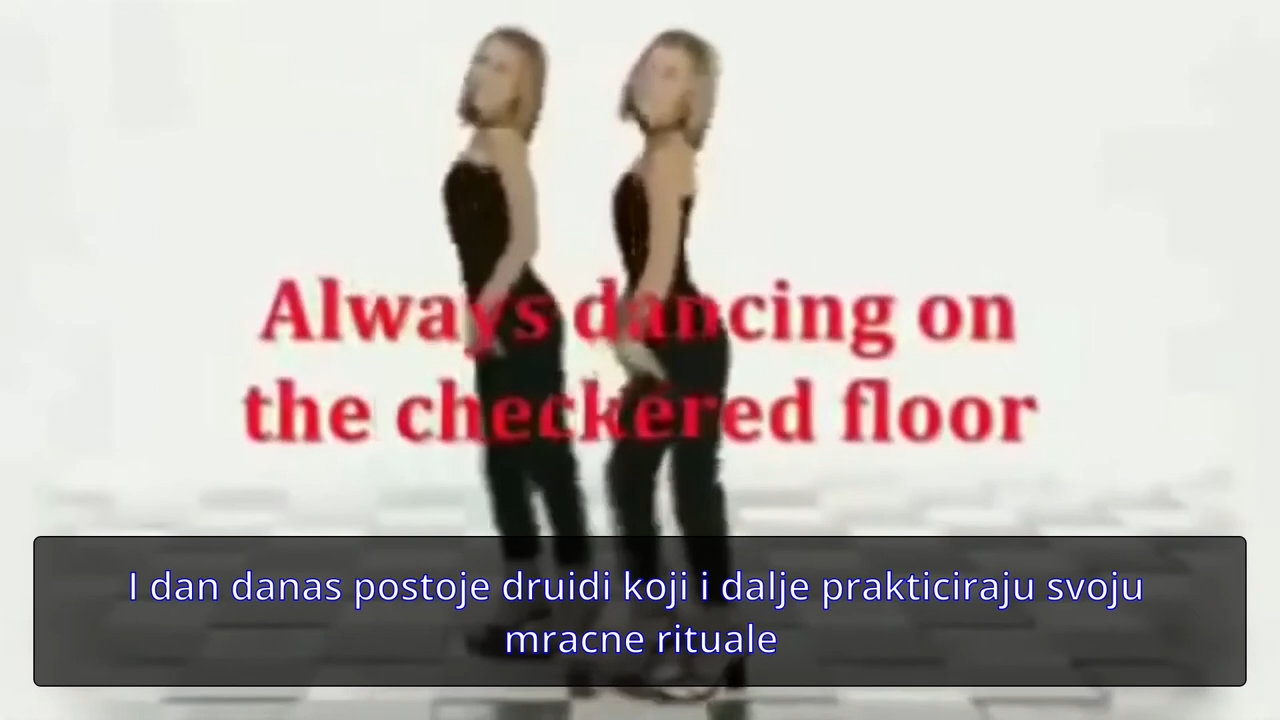 Always dancing on
the checkered floor
I dan danas postoje druidi koji i dalje prakticiraju svoju
mracne rituale